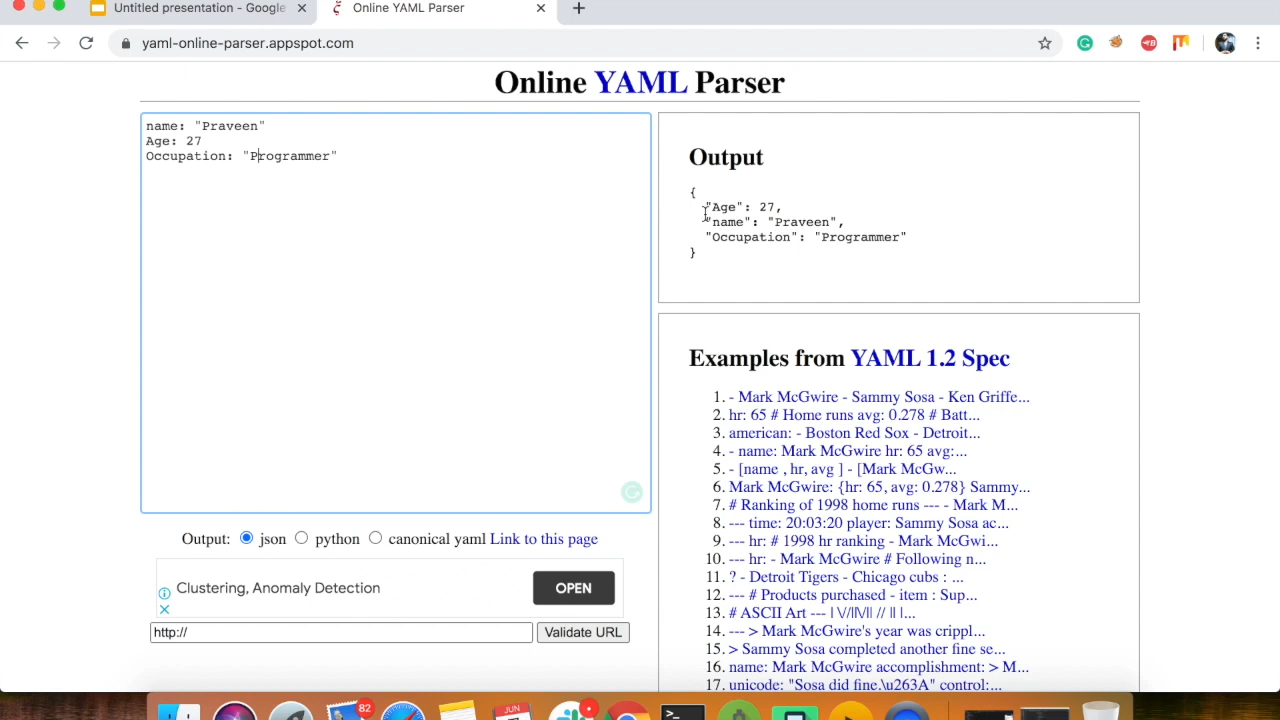 Untitled presentation - Google
Online YAML Parser
yaml-online-parser.appspot.com
Online YAML Parser
name: "Praveen"
Age: 27
Occupation: "Programmer"
Output
{
"Age": 27,
"name": "Praveen",
"Occupation": "Programmer"
}
Examples from YAML 1.2 Spec
1. - Mark McGwire - Sammy Sosa - Ken Griffe...
2. hr: 65 # Home runs avg: 0.278 # Batt...
3. american: - Boston Red Sox - Detroit...
4. - name: Mark McGwire hr: 65 avg:...
5. - [name , hr, avg ] - [Mark McGw...
6. Mark McGwire: {hr: 65, avg: 0.278} Sammy...
7. # Ranking of 1998 home runs --- - Mark M...
8. --- time: 20:03:20 player: Sammy Sosa ac...
9. --- hr: # 1998 hr ranking - Mark McGwi...
10. --- hr: - Mark McGwire # Following n...
11. ? - Detroit Tigers - Chicago cubs : ...
12. --- # Products purchased - item : Sup...
13. # ASCII Art --- | \//||\/|| // || |...
14. --- > Mark McGwire's year was crippl...
15. > Sammy Sosa completed another fine se...
16. name: Mark McGwire accomplishment: > M...
17. unicode: "Sosa did fine.\u263A" control:...
Output: json python canonical yaml Link to this page
Clustering, Anomaly Detection
OPEN
http://
Validate URL
82
JUN